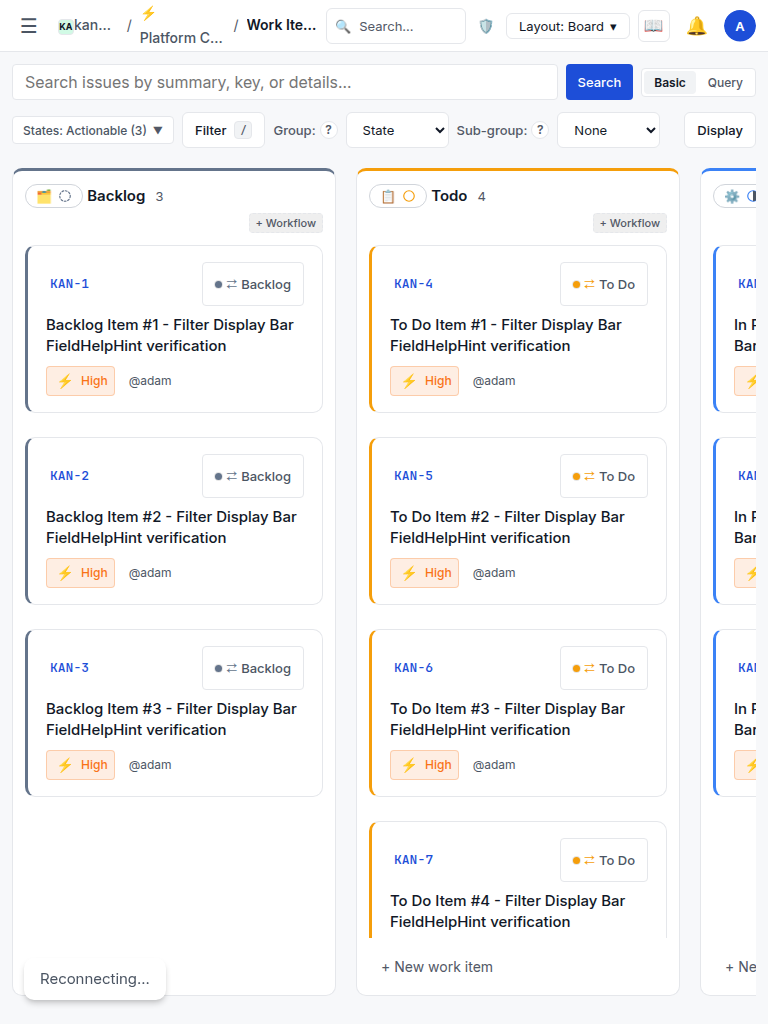 KA kan... / ⚡ Platform C... / Work Ite... Search... Layout: Board ▾ A
Search issues by summary, key, or details... Search Basic Query
States: Actionable (3) ▼ Filter / Group: ? State Sub-group: ? None Display
Backlog 3
+ Workflow
KAN-1 ⇄ Backlog
Backlog Item #1 - Filter Display Bar
FieldHelpHint verification
⚡ High @adam
KAN-2 ⇄ Backlog
Backlog Item #2 - Filter Display Bar
FieldHelpHint verification
⚡ High @adam
KAN-3 ⇄ Backlog
Backlog Item #3 - Filter Display Bar
FieldHelpHint verification
⚡ High @adam
Reconnecting...
Todo 4
+ Workflow
KAN-4 ⇄ To Do
To Do Item #1 - Filter Display Bar
FieldHelpHint verification
⚡ High @adam
KAN-5 ⇄ To Do
To Do Item #2 - Filter Display Bar
FieldHelpHint verification
⚡ High @adam
KAN-6 ⇄ To Do
To Do Item #3 - Filter Display Bar
FieldHelpHint verification
⚡ High @adam
KAN-7 ⇄ To Do
To Do Item #4 - Filter Display Bar
FieldHelpHint verification
+ New work item